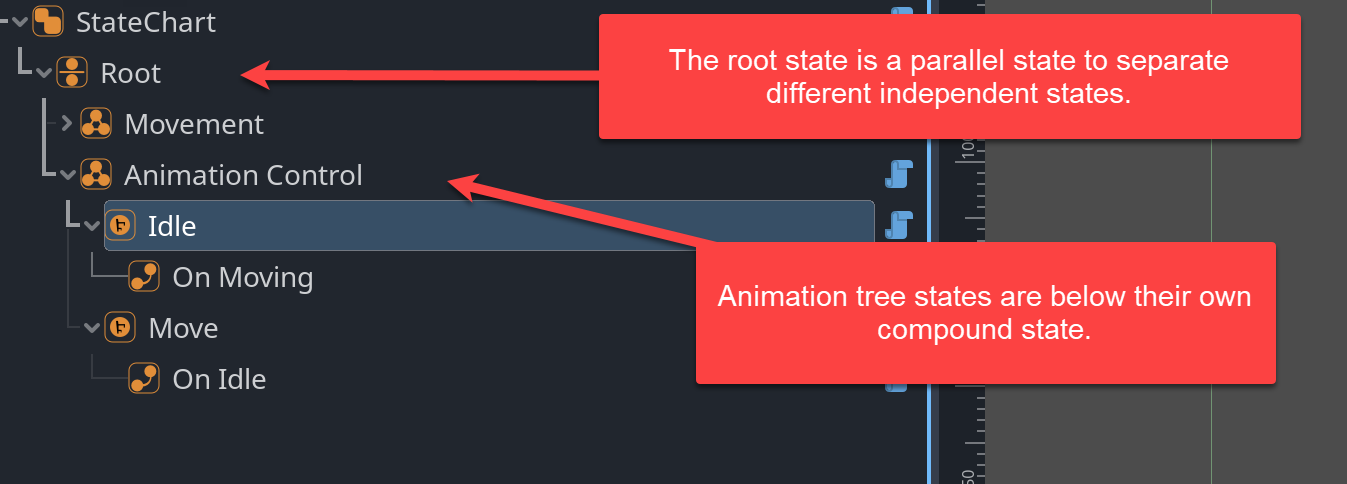 StateChart
Root
Movement
Animation Control
Idle
On Moving
Move
On Idle
The root state is a parallel state to separate
different independent states.
Animation tree states are below their own
compound state.
100
50